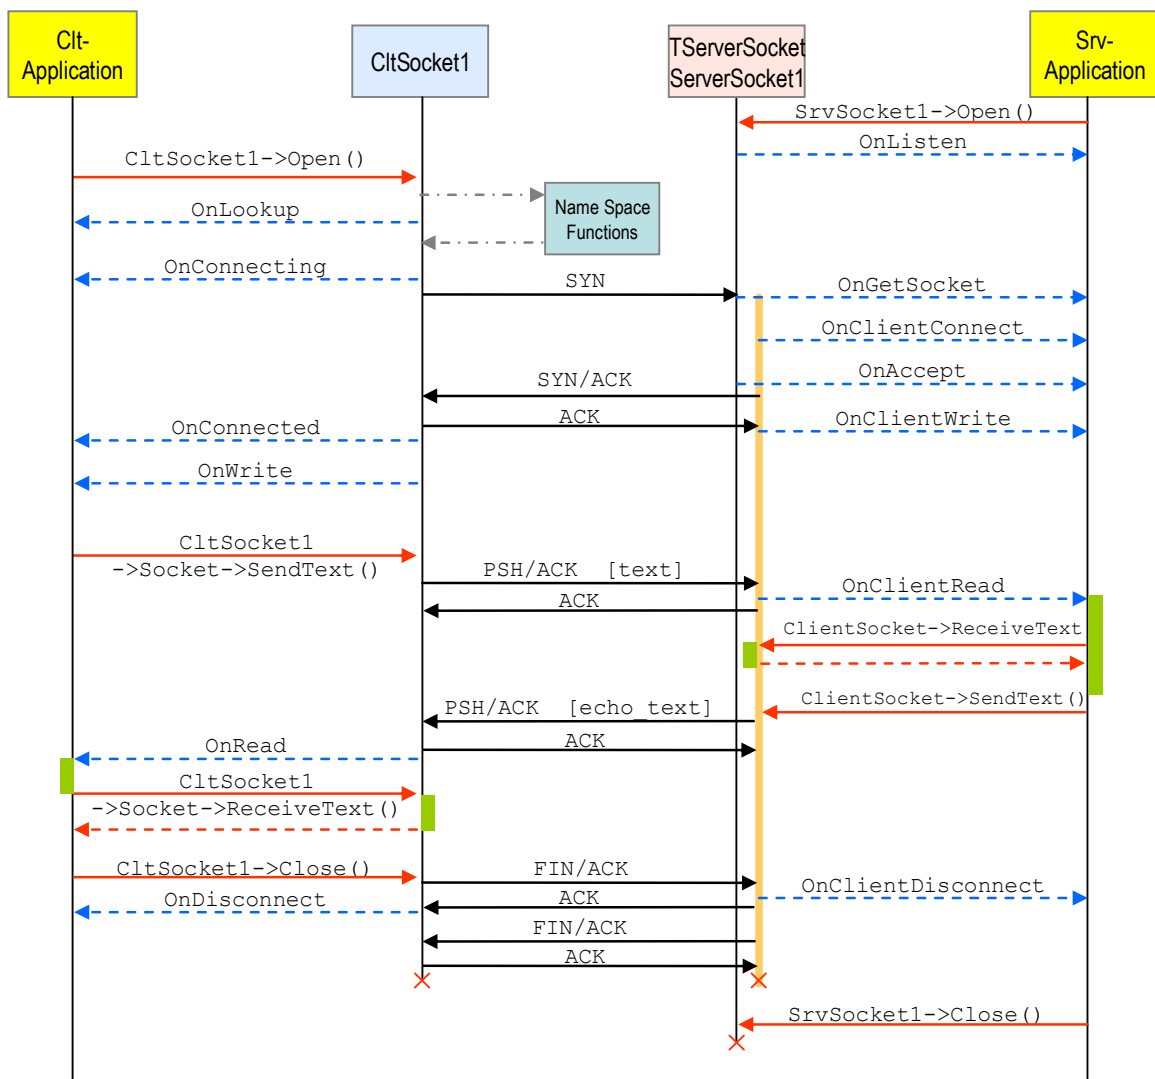 Clt-
Application
CltSocket1
TServerSocket
ServerSocket1
Srv-
Application
SrvSocket1->Open()
OnListen
CltSocket1->Open()
Name Space
Functions
OnLookup
OnConnecting
SYN
OnGetSocket
OnClientConnect
SYN/ACK
OnAccept
ACK
OnClientWrite
OnConnected
OnWrite
CltSocket1
->Socket->SendText()
PSH/ACK [text]
OnClientRead
ACK
ClientSocket->ReceiveText
ClientSocket->SendText()
PSH/ACK [echo_text]
ACK
OnRead
CltSocket1
->Socket->ReceiveText()
CltSocket1->Close()
FIN/ACK
OnClientDisconnect
OnDisconnect
ACK
FIN/ACK
ACK
SrvSocket1->Close()